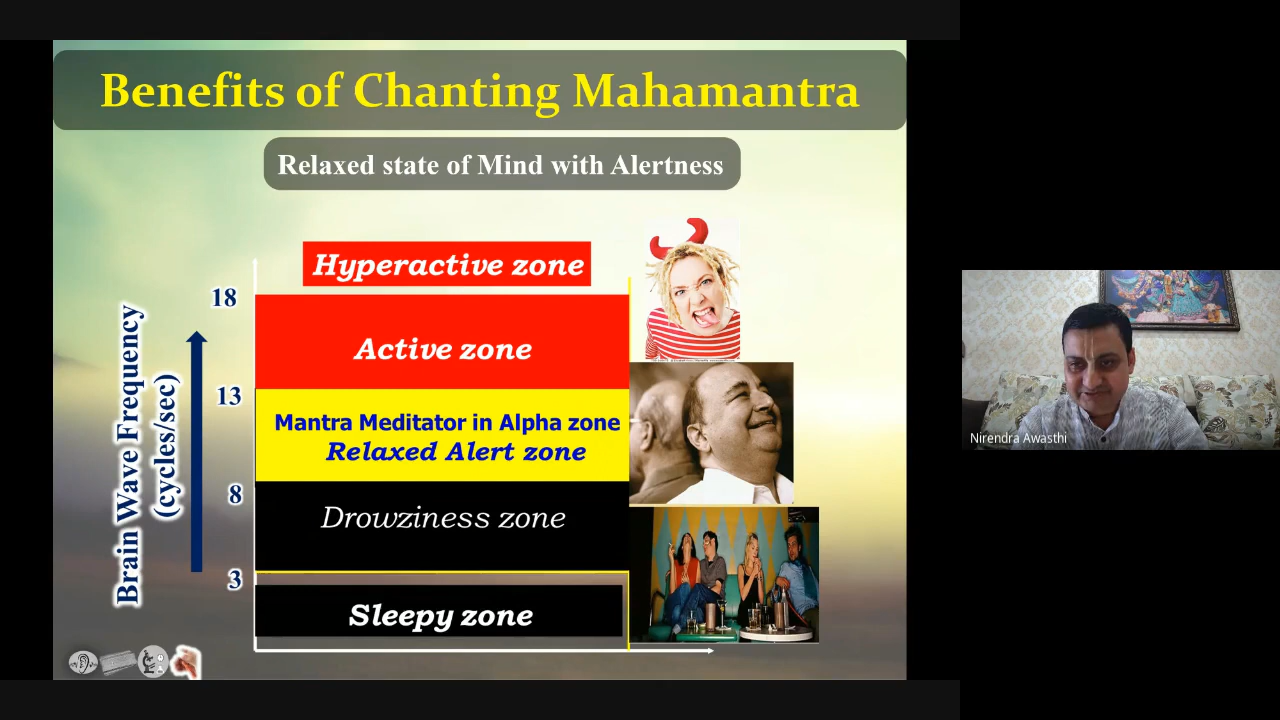 Benefits of Chanting Mahamantra
Relaxed state of Mind with Alertness
Hyperactive zone
18
Active zone
13
Mantra Meditator in Alpha zone
Relaxed Alert zone
8
Drowziness zone
3
Sleepy zone
Brain Wave Frequency
(cycles/sec)
Nirendra Awasthi